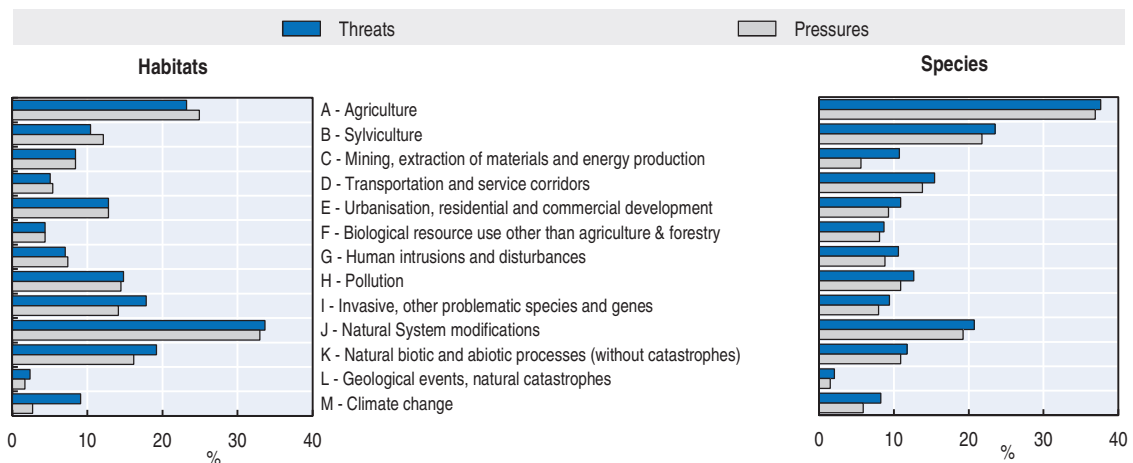 Threats
Pressures
Habitats
Species
A - Agriculture
B - Sylviculture
C - Mining, extraction of materials and energy production
D - Transportation and service corridors
E - Urbanisation, residential and commercial development
F - Biological resource use other than agriculture & forestry
G - Human intrusions and disturbances
H - Pollution
I - Invasive, other problematic species and genes
J - Natural System modifications
K - Natural biotic and abiotic processes (without catastrophes)
L - Geological events, natural catastrophes
M - Climate change
0 10 20 30 40
%
0 10 20 30 40
%